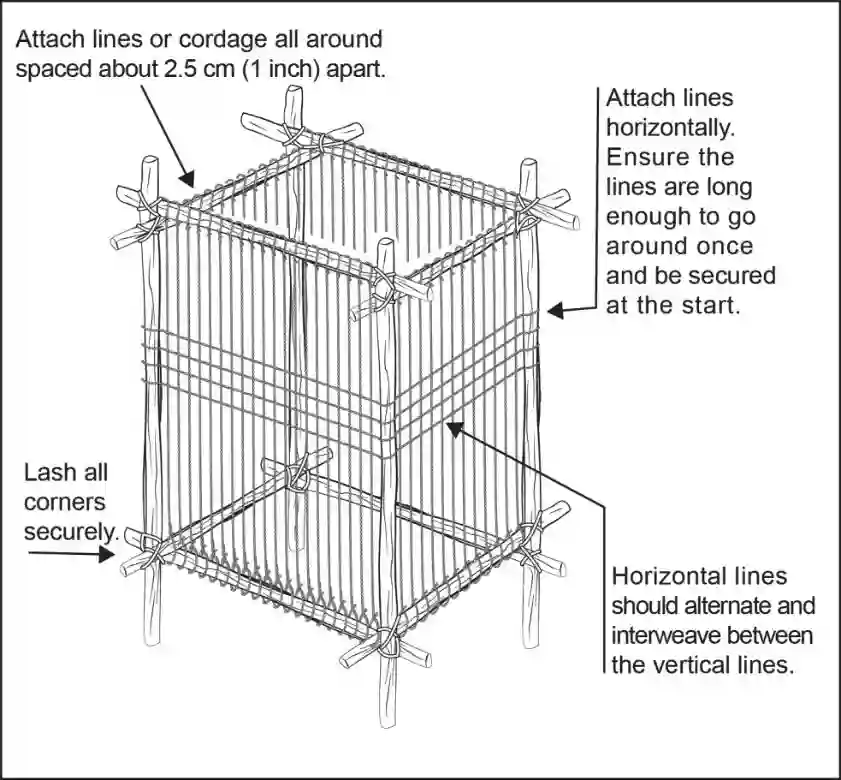 Attach lines or cordage all around
spaced about 2.5 cm (1 inch) apart.
Attach lines
horizontally.
Ensure the
lines are long
enough to go
around once
and be secured
at the start.
Lash all
corners
securely.
Horizontal lines
should alternate and
interweave between
the vertical lines.